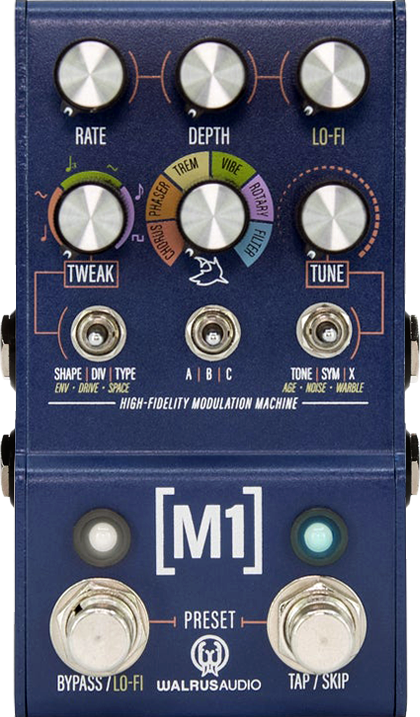 RATE DEPTH LO-FI
CHORUS PHASER TREM VIBE ROTARY FILTER
TWEAK TUNE
SHAPE | DIV | TYPE A | B | C TONE | SYM | X
ENV • DRIVE • SPACE AGE • NOISE • WARBLE
HIGH-FIDELITY MODULATION MACHINE
[M1]
PRESET
BYPASS / LO-FI WALRUSAUDIO TAP / SKIP